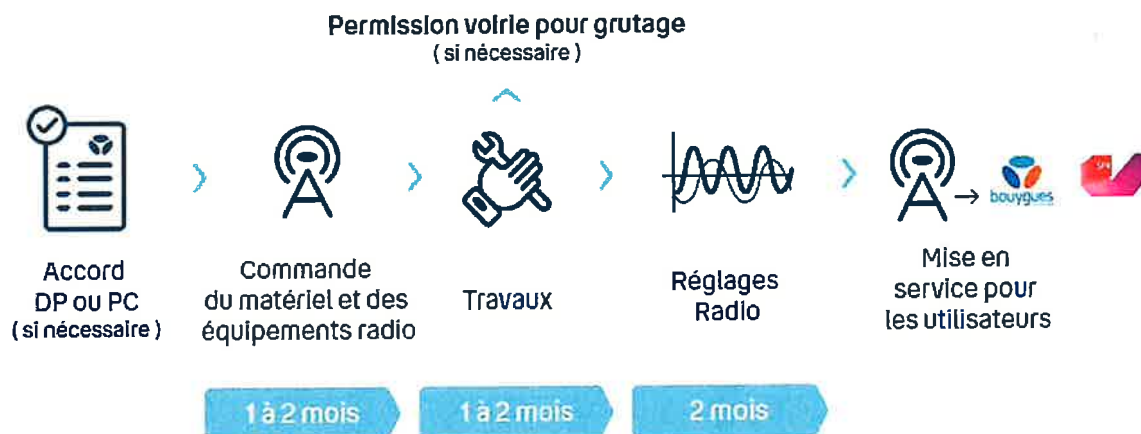 Permission voirie pour grutage
( si nécessaire )
Accord
DP ou PC
( si nécessaire )
Commande
du matériel et des
équipements radio
Travaux
Réglages
Radio
Mise en
service pour
les utilisateurs
bouygues
SFR
1 à 2 mois
1 à 2 mois
2 mois